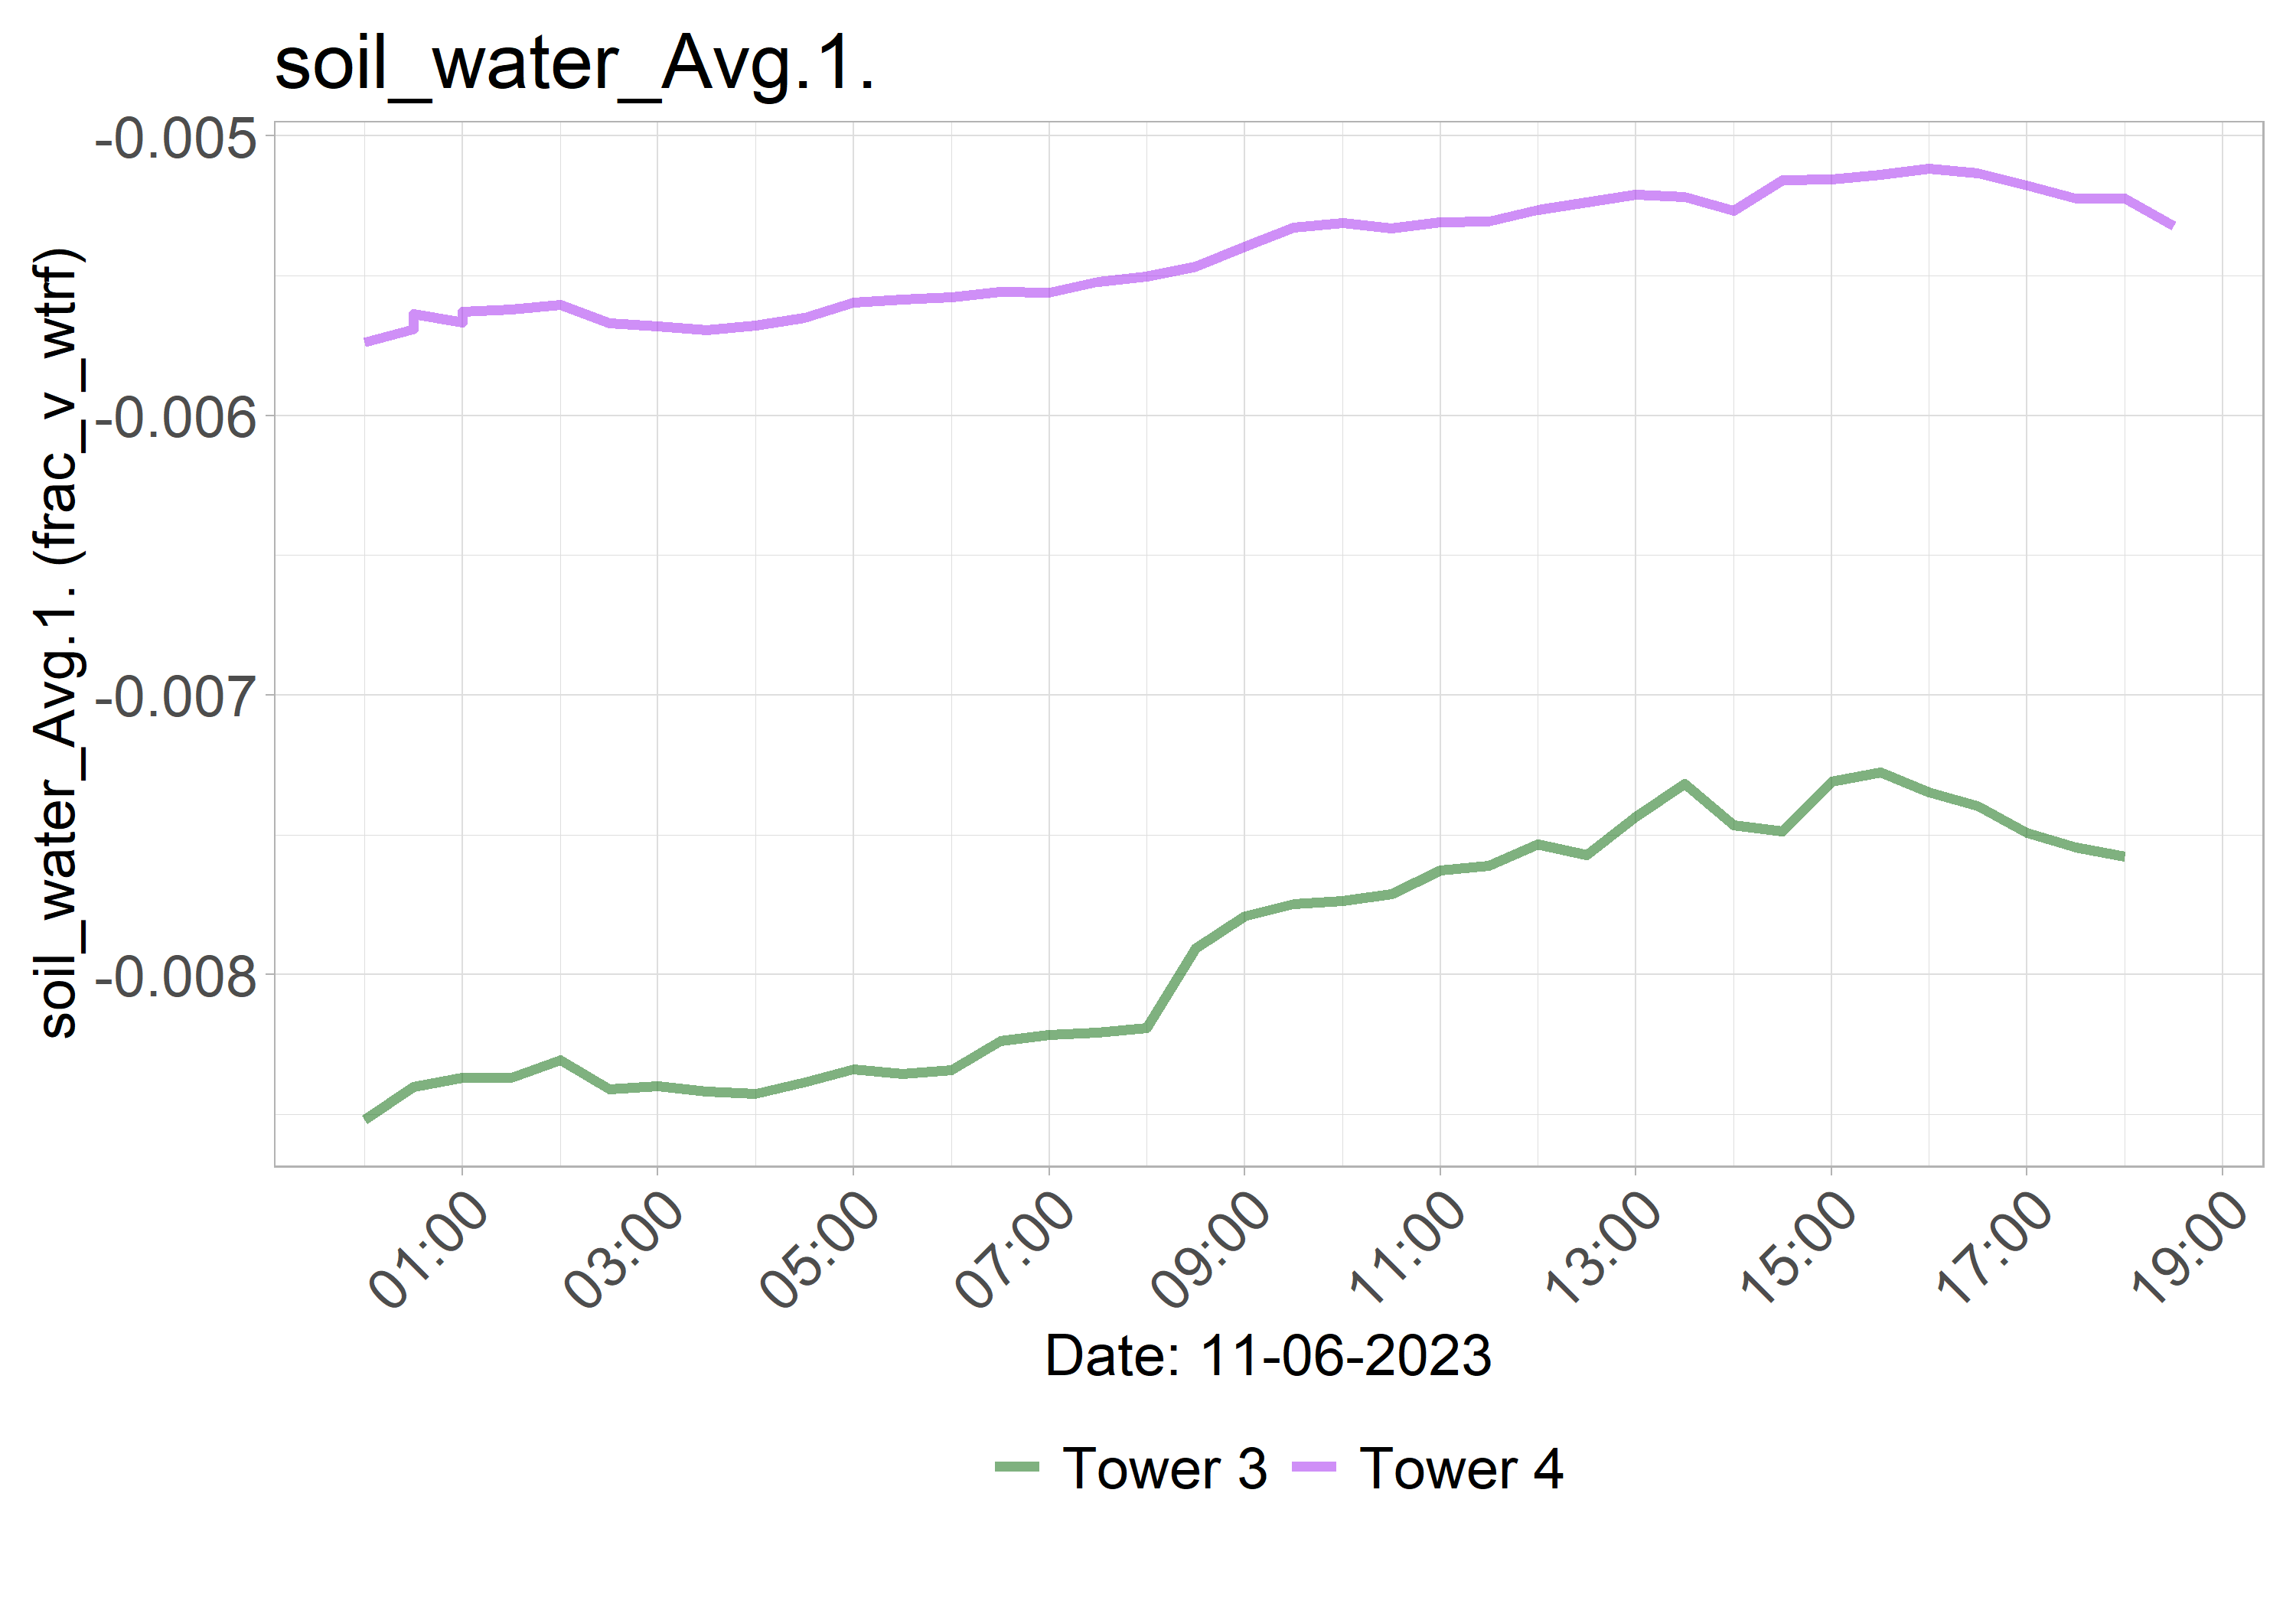 soil_water_Avg.1.
soil_water_Avg.1. (frac_v_wtrf)
-0.005
-0.006
-0.007
-0.008
01:00
03:00
05:00
07:00
09:00
11:00
13:00
15:00
17:00
19:00
Date: 11-06-2023
Tower 3
Tower 4